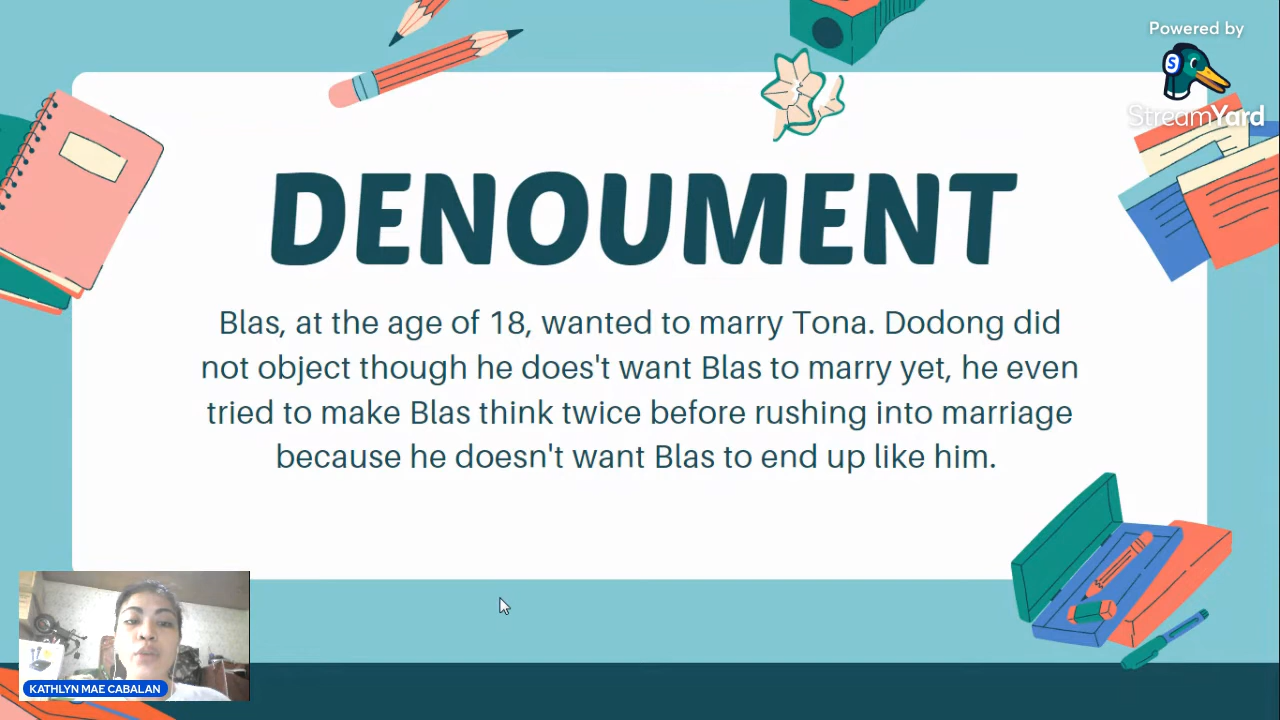 Powered by
StreamYard
DENOUMENT
Blas, at the age of 18, wanted to marry Tona. Dodong did
not object though he does't want Blas to marry yet, he even
tried to make Blas think twice before rushing into marriage
because he doesn't want Blas to end up like him.
KATHLYN MAE CABALAN